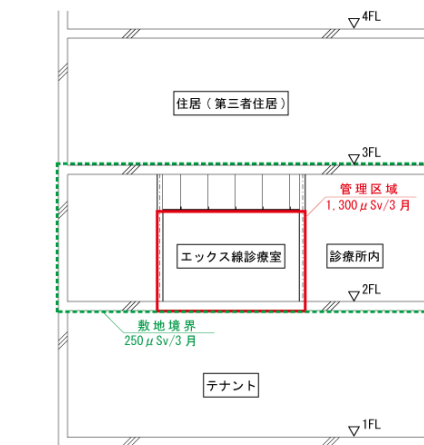 4FL
住居(第三者住居)
3FL
管理区域
1,300μSv/3月
エックス線診療室
診療所内
2FL
敷地境界
250μSv/3月
テナント
1FL